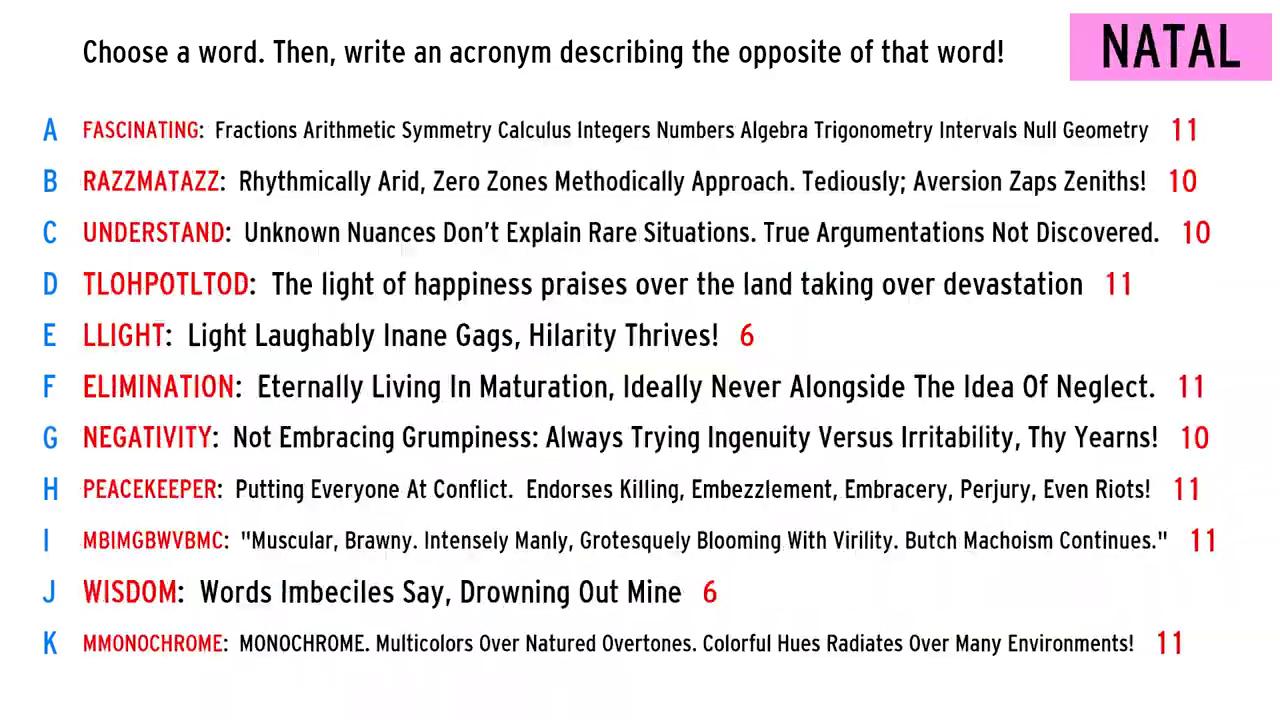 Choose a word. Then, write an acronym describing the opposite of that word!
NATAL
A FASCINATING: Fractions Arithmetic Symmetry Calculus Integers Numbers Algebra Trigonometry Intervals Null Geometry 11
B RAZZMATAZZ: Rhythmically Arid, Zero Zones Methodically Approach. Tediously; Aversion Zaps Zeniths! 10
C UNDERSTAND: Unknown Nuances Don't Explain Rare Situations. True Argumentations Not Discovered. 10
D TLOHPOTLTOD: The light of happiness praises over the land taking over devastation 11
E LLIGHT: Light Laughably Inane Gags, Hilarity Thrives! 6
F ELIMINATION: Eternally Living In Maturation, Ideally Never Alongside The Idea Of Neglect. 11
G NEGATIVITY: Not Embracing Grumpiness: Always Trying Ingenuity Versus Irritability, Thy Yearns! 10
H PEACEKEEPER: Putting Everyone At Conflict. Endorses Killing, Embezzlement, Embracery, Perjury, Even Riots! 11
I MBIMGBWVBMC: "Muscular, Brawny. Intensely Manly, Grotesquely Blooming With Virility. Butch Machoism Continues." 11
J WISDOM: Words Imbeciles Say, Drowning Out Mine 6
K MMONOCHROME: MONOCHROME. Multicolors Over Natured Overtones. Colorful Hues Radiates Over Many Environments! 11